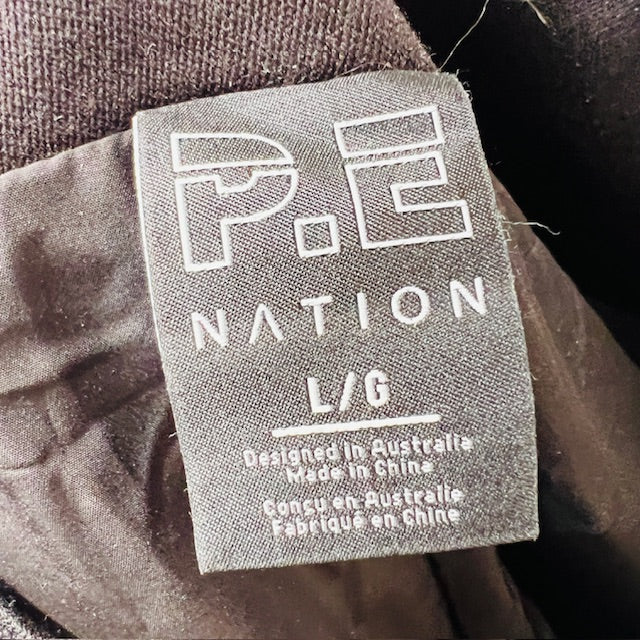 P.E
NATION
L/G
Designed in Australia
Made in China
Conçu en Australie
Fabriqué en Chine